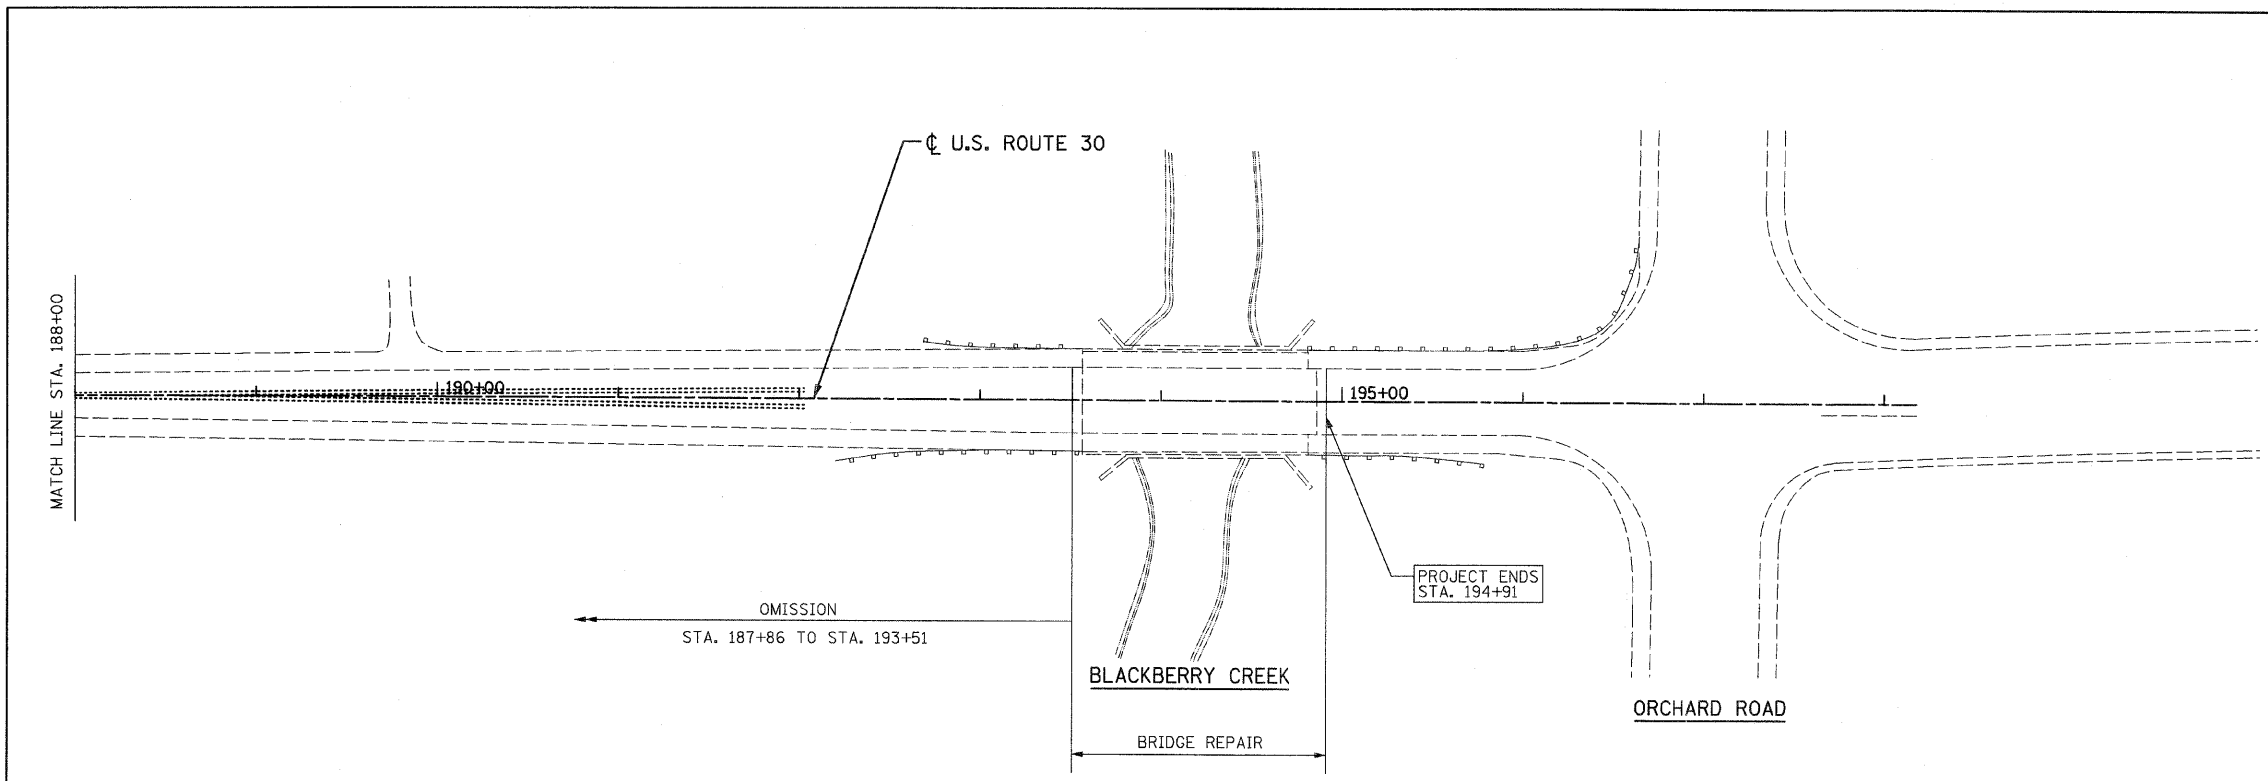 ℄ U.S. ROUTE 30
MATCH LINE STA. 188+00
190+00
195+00
PROJECT ENDS
STA. 194+91
OMISSION
STA. 187+86 TO STA. 193+51
BLACKBERRY CREEK
ORCHARD ROAD
BRIDGE REPAIR